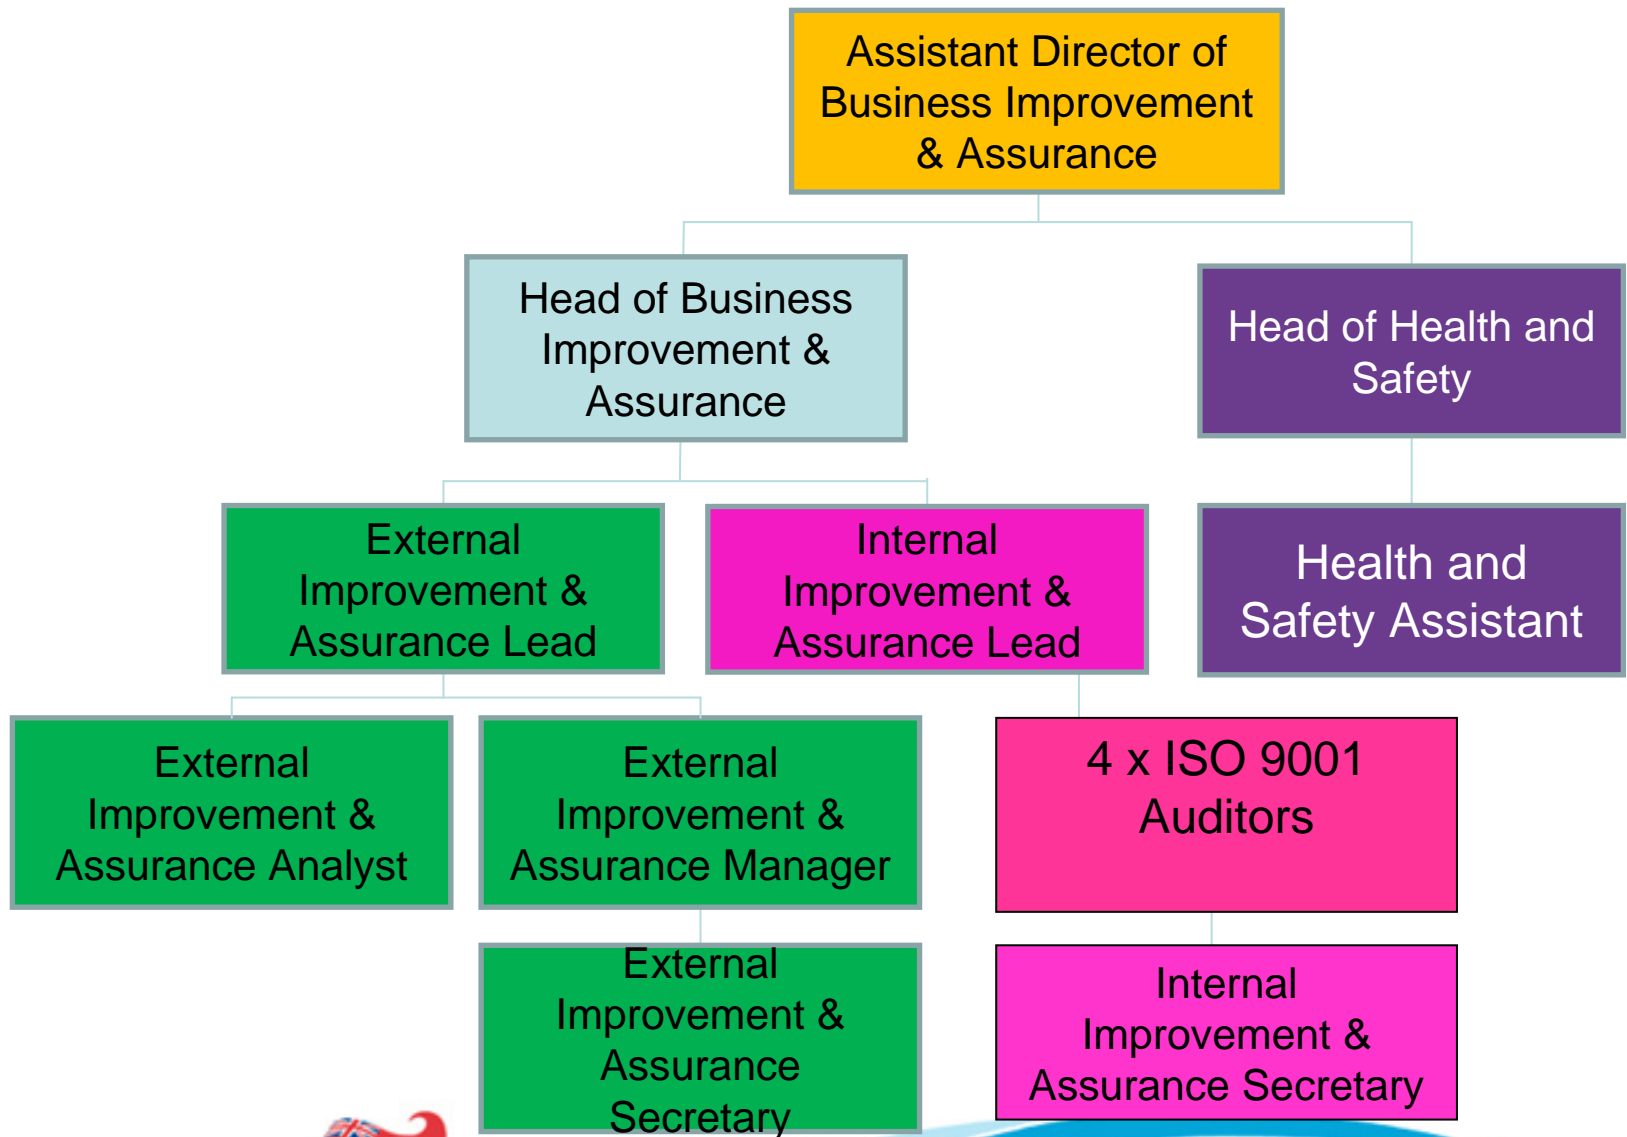 Assistant Director of
Business Improvement
& Assurance
Head of Business
Improvement &
Assurance
Head of Health and
Safety
External
Improvement &
Assurance Lead
Internal
Improvement &
Assurance Lead
Health and
Safety Assistant
External
Improvement &
Assurance Analyst
External
Improvement &
Assurance Manager
4 x ISO 9001
Auditors
External
Improvement &
Assurance
Secretary
Internal
Improvement &
Assurance Secretary